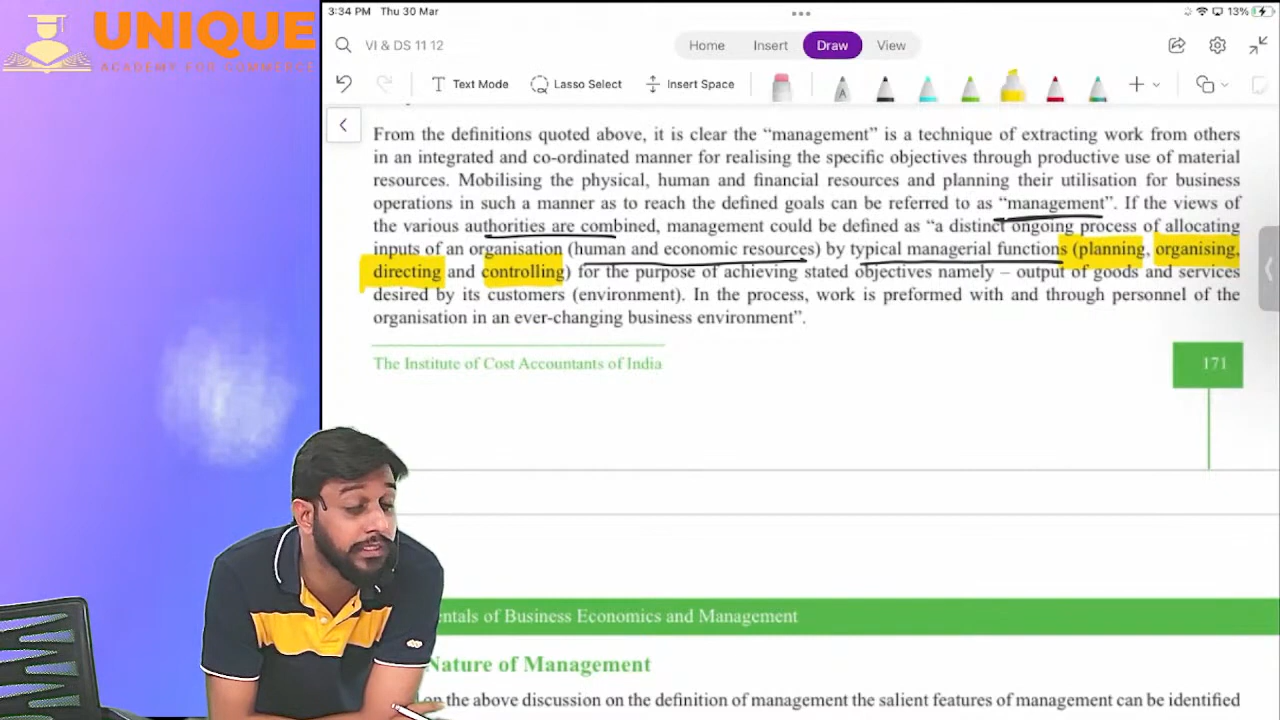 3:34 PM Thu 30 Mar
13%
UNIQUE
ACADEMY FOR COMMERCE
VI & DS 11 12
Home Insert Draw View
Text Mode Lasso Select Insert Space
From the definitions quoted above, it is clear the “management” is a technique of extracting work from others
in an integrated and co-ordinated manner for realising the specific objectives through productive use of material
resources. Mobilising the physical, human and financial resources and planning their utilisation for business
operations in such a manner as to reach the defined goals can be referred to as “management”. If the views of
the various authorities are combined, management could be defined as “a distinct ongoing process of allocating
inputs of an organisation (human and economic resources) by typical managerial functions (planning, organising,
directing and controlling) for the purpose of achieving stated objectives namely – output of goods and services
desired by its customers (environment). In the process, work is preformed with and through personnel of the
organisation in an ever-changing business environment”.
The Institute of Cost Accountants of India
171
entals of Business Economics and Management
Nature of Management
on the above discussion on the definition of management the salient features of management can be identified